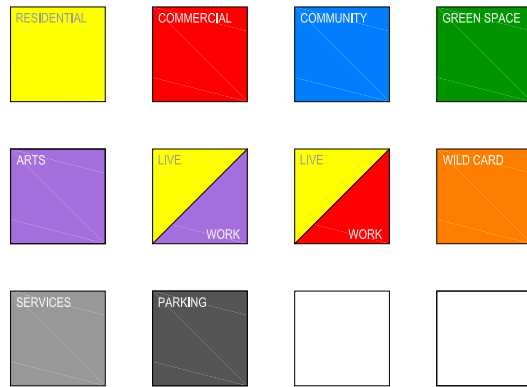 RESIDENTIAL
COMMERCIAL
COMMUNITY
GREEN SPACE
ARTS
LIVE
WORK
LIVE
WORK
WILD CARD
SERVICES
PARKING